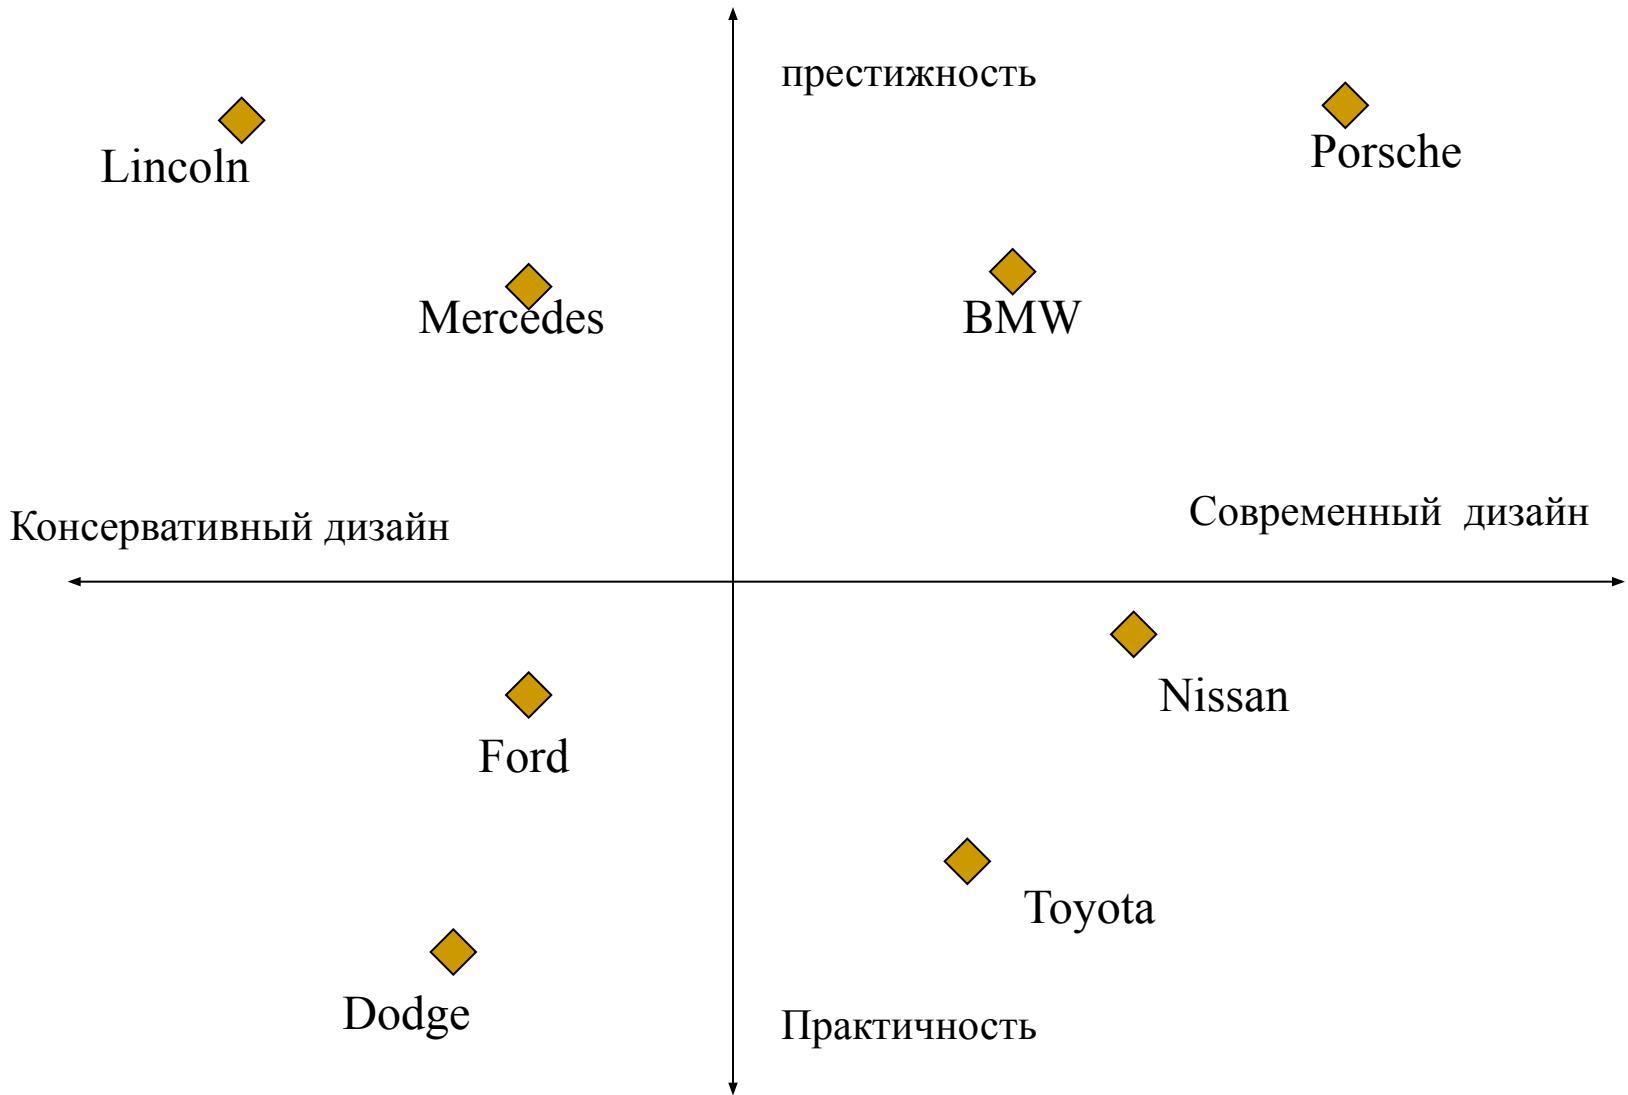 престижность
Porsche
Lincoln
Mercedes
BMW
Современный дизайн
Консервативный дизайн
Nissan
Ford
Toyota
Dodge
Практичность